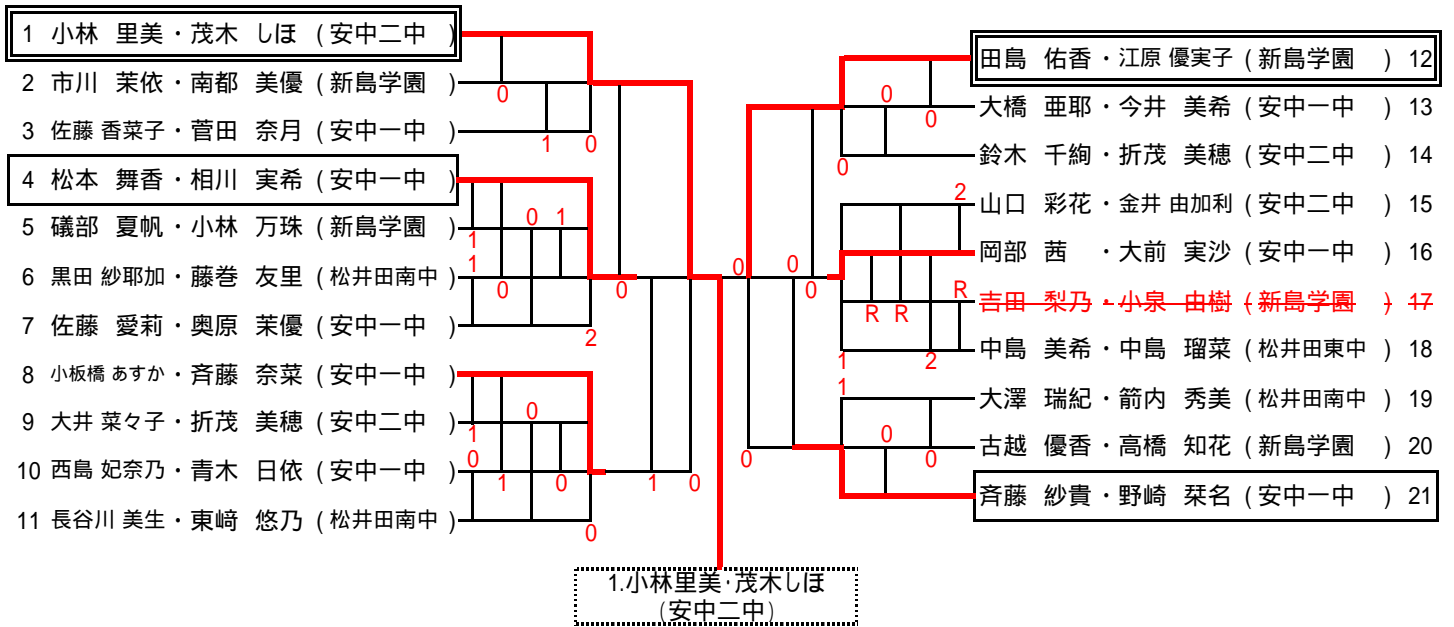 1 小林 里美・茂木 しほ (安中二中 )
2 市川 茉依・南都 美優 (新島学園 )
0
3 佐藤 香菜子・菅田 奈月 (安中一中 )
1 0
4 松本 舞香・相川 実希 (安中一中 )
0 1
5 礒部 夏帆・小林 万珠 (新島学園 )
1
1
6 黒田 紗耶加・藤巻 友里 (松井田南中 )
0
0
7 佐藤 愛莉・奥原 茉優 (安中一中 )
2
8 小板橋 あすか・斉藤 奈菜 (安中一中 )
0
9 大井 菜々子・折茂 美穂 (安中二中 )
1
0
10 西島 妃奈乃・青木 日依 (安中一中 )
1 0
1 0
11 長谷川 美生・東﨑 悠乃 (松井田南中 )
0
田島 佑香・江原 優実子 (新島学園 ) 12
0
大橋 亜耶・今井 美希 (安中一中 ) 13
0
鈴木 千絢・折茂 美穂 (安中二中 ) 14
0
2
山口 彩花・金井 由加利 (安中二中 ) 15
岡部 茜 ・大前 実沙 (安中一中 ) 16
0 0
0
R
吉田 梨乃・小泉 由樹 (新島学園 ) 17
R R
中島 美希・中島 瑠菜 (松井田東中 ) 18
1 2
1
大澤 瑞紀・箭内 秀美 (松井田南中 ) 19
0
古越 優香・高橋 知花 (新島学園 ) 20
0 0
斉藤 紗貴・野崎 栞名 (安中一中 ) 21
1.小林里美・茂木しほ
(安中二中)